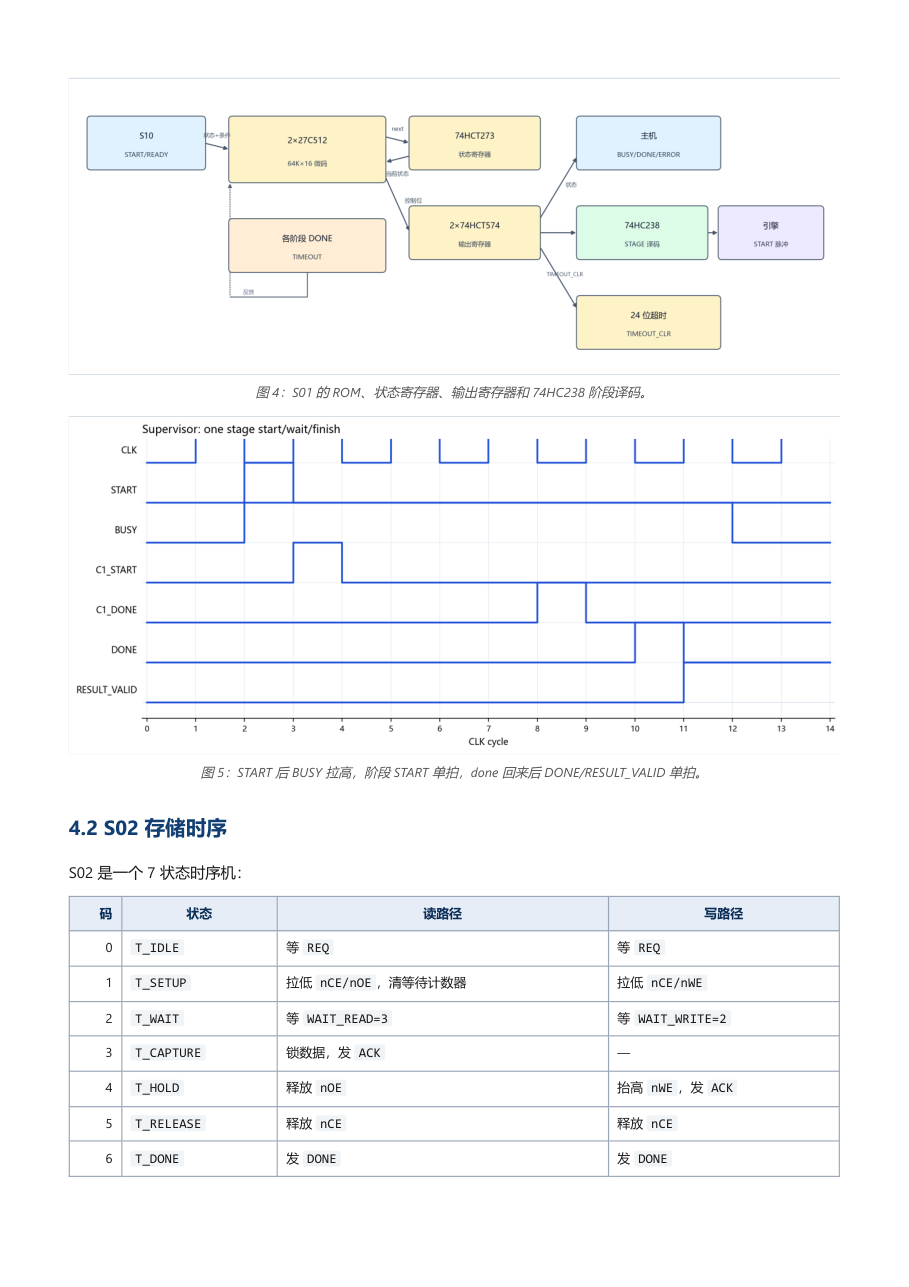 S10
START/READY
状态+条件
2×27C512
64K×16 微码
next
当前状态
74HCT273
状态寄存器
主机
BUSY/DONE/ERROR
控制位
状态
各阶段 DONE
TIMEOUT
反馈
2×74HCT574
输出寄存器
74HC238
STAGE 译码
引擎
START 脉冲
TIMEOUT_CLR
24 位超时
TIMEOUT_CLR
图 4：S01 的 ROM、状态寄存器、输出寄存器和 74HC238 阶段译码。
Supervisor: one stage start/wait/finish
CLK
START
BUSY
C1_START
C1_DONE
DONE
RESULT_VALID
0 1 2 3 4 5 6 7 8 9 10 11 12 13 14
CLK cycle
图 5：START 后 BUSY 拉高，阶段 START 单拍，done 回来后 DONE/RESULT_VALID 单拍。
4.2 S02 存储时序
S02 是一个 7 状态时序机：
码 状态 读路径 写路径
0 T_IDLE 等 REQ 等 REQ
1 T_SETUP 拉低 nCE/nOE，清等待计数器 拉低 nCE/nWE
2 T_WAIT 等 WAIT_READ=3 等 WAIT_WRITE=2
3 T_CAPTURE 锁数据，发 ACK —
4 T_HOLD 释放 nOE 抬高 nWE，发 ACK
5 T_RELEASE 释放 nCE 释放 nCE
6 T_DONE 发 DONE 发 DONE